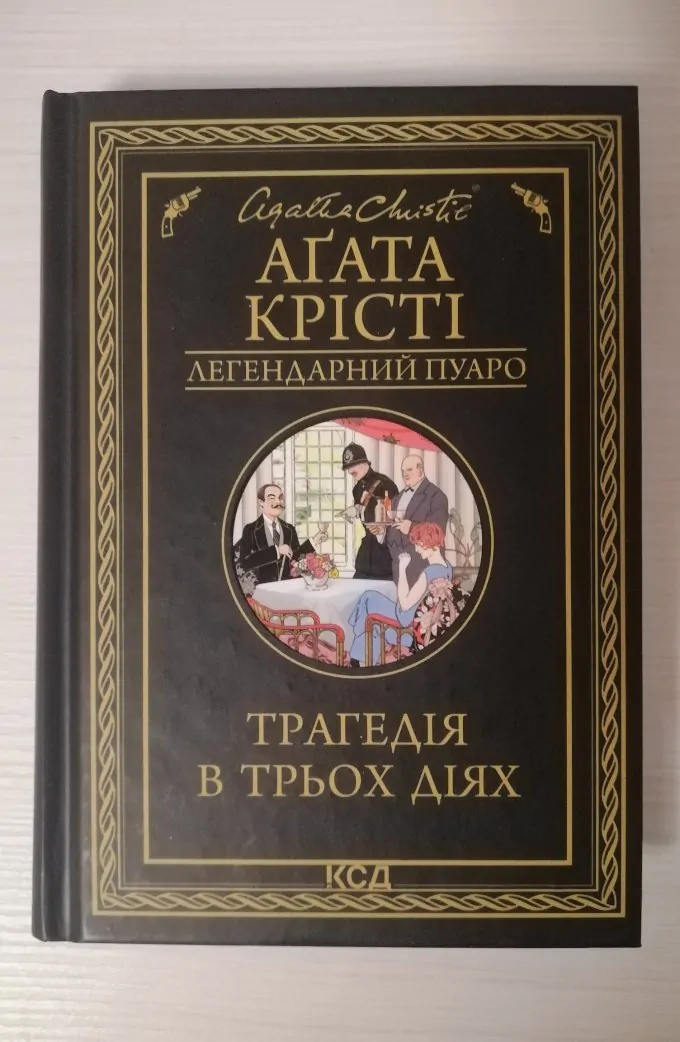 Agatha Christie®
АҐАТА
КРІСТІ
ЛЕГЕНДАРНИЙ ПУАРО
ТРАГЕДІЯ
В ТРЬОХ ДІЯХ
КСД